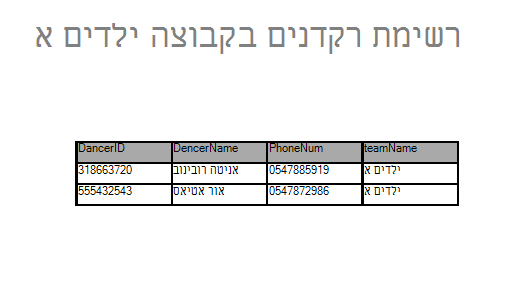 רשימת רקדנים בקבוצה ילדים א
DancerID DencerName PhoneNum teamName
318663720 אניטה רובינוב 0547885919 ילדים א
555432543 אור אטיאס 0547872986 ילדים א